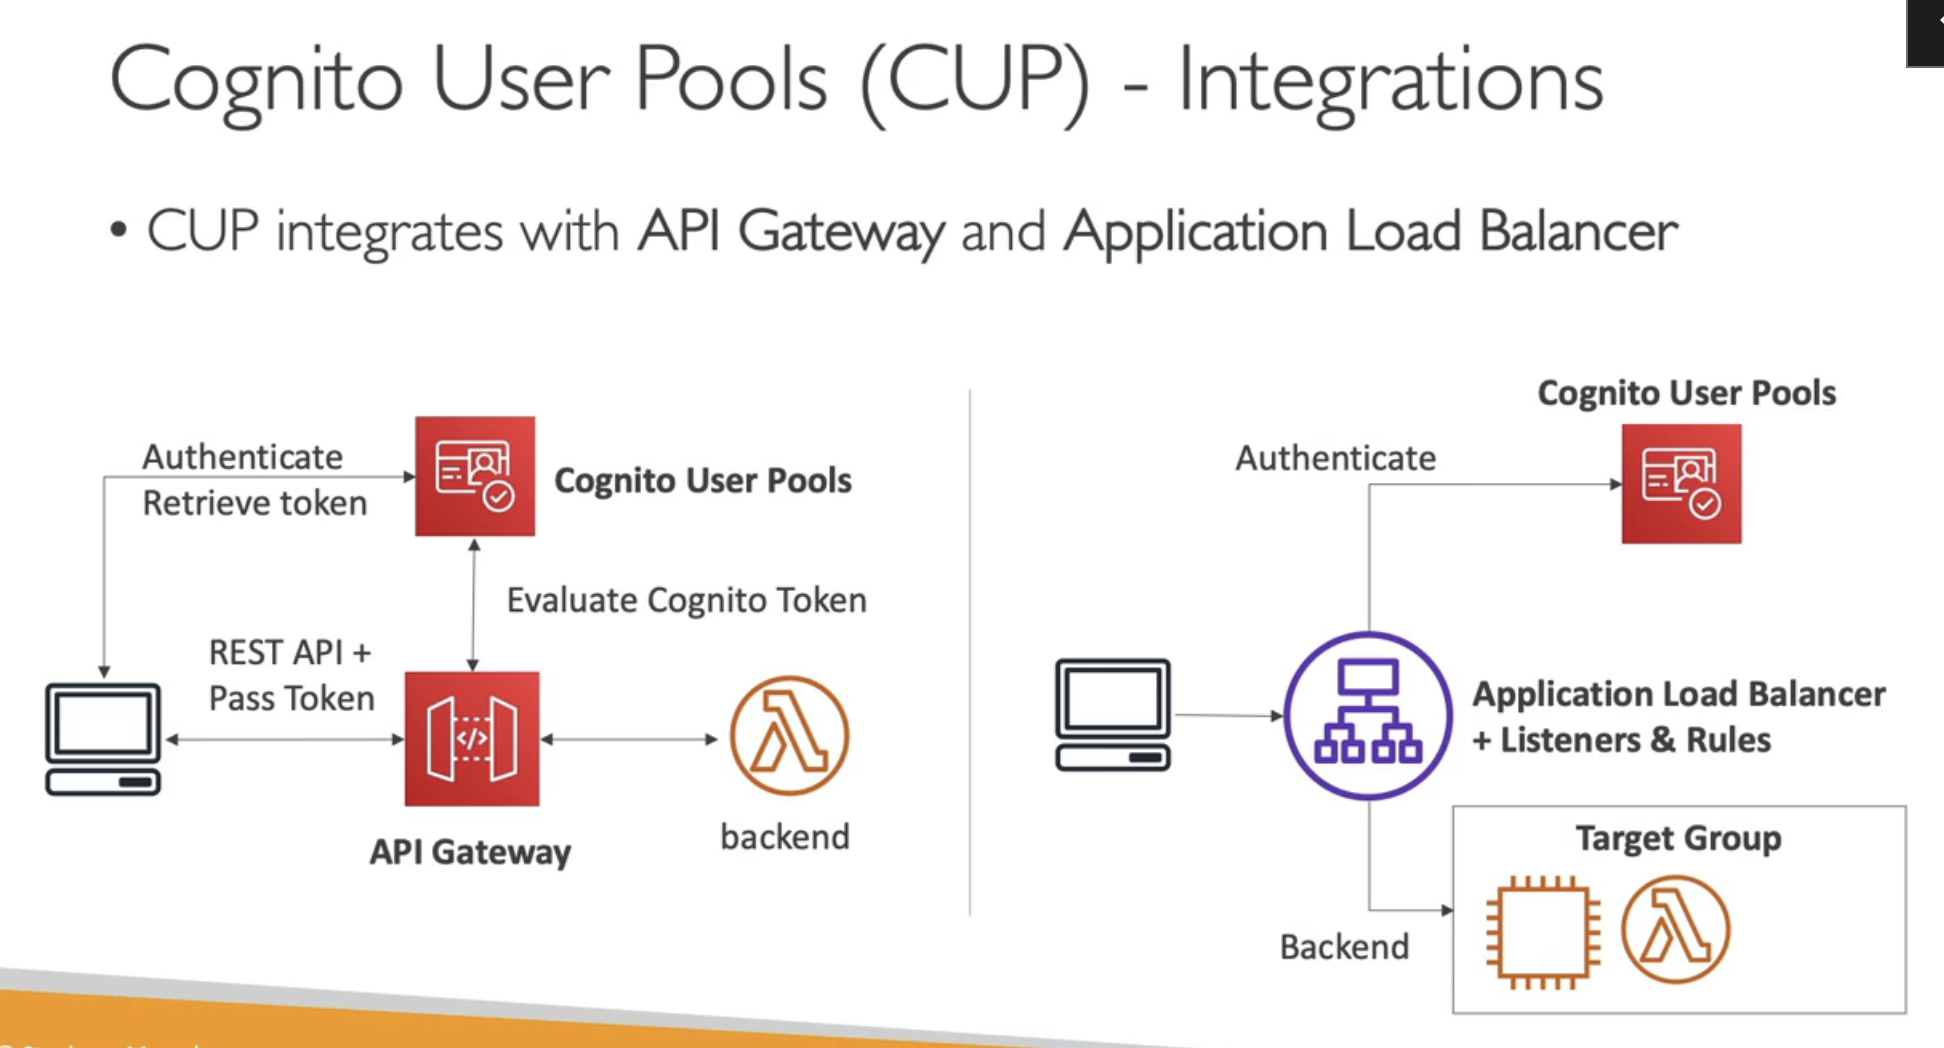 Cognito User Pools (CUP) - Integrations
• CUP integrates with API Gateway and Application Load Balancer
Authenticate
Retrieve token
Cognito User Pools
Evaluate Cognito Token
REST API +
Pass Token
</>
API Gateway
backend
Cognito User Pools
Authenticate
Application Load Balancer
+ Listeners & Rules
Target Group
Backend